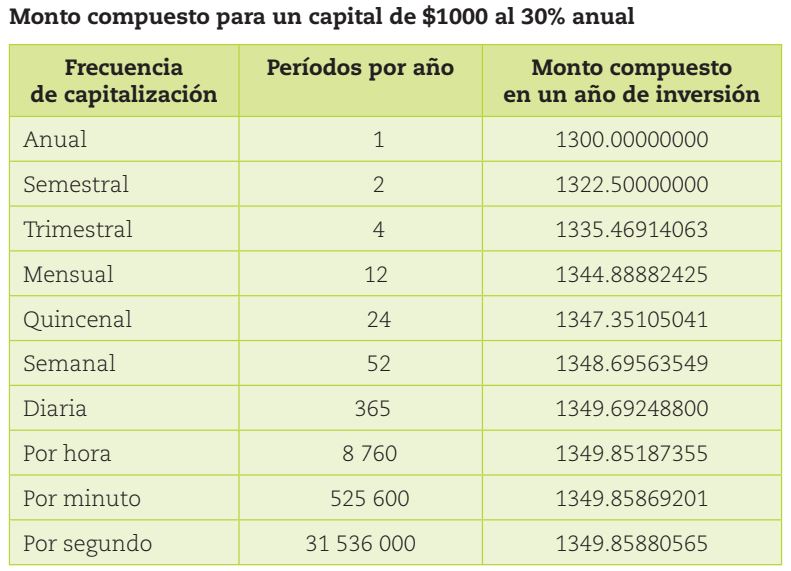 Monto compuesto para un capital de $1000 al 30% anual
Frecuencia de capitalización Períodos por año Monto compuesto en un año de inversión
Anual 1 1300.00000000
Semestral 2 1322.50000000
Trimestral 4 1335.46914063
Mensual 12 1344.88882425
Quincenal 24 1347.35105041
Semanal 52 1348.69563549
Diaria 365 1349.69248800
Por hora 8 760 1349.85187355
Por minuto 525 600 1349.85869201
Por segundo 31 536 000 1349.85880565